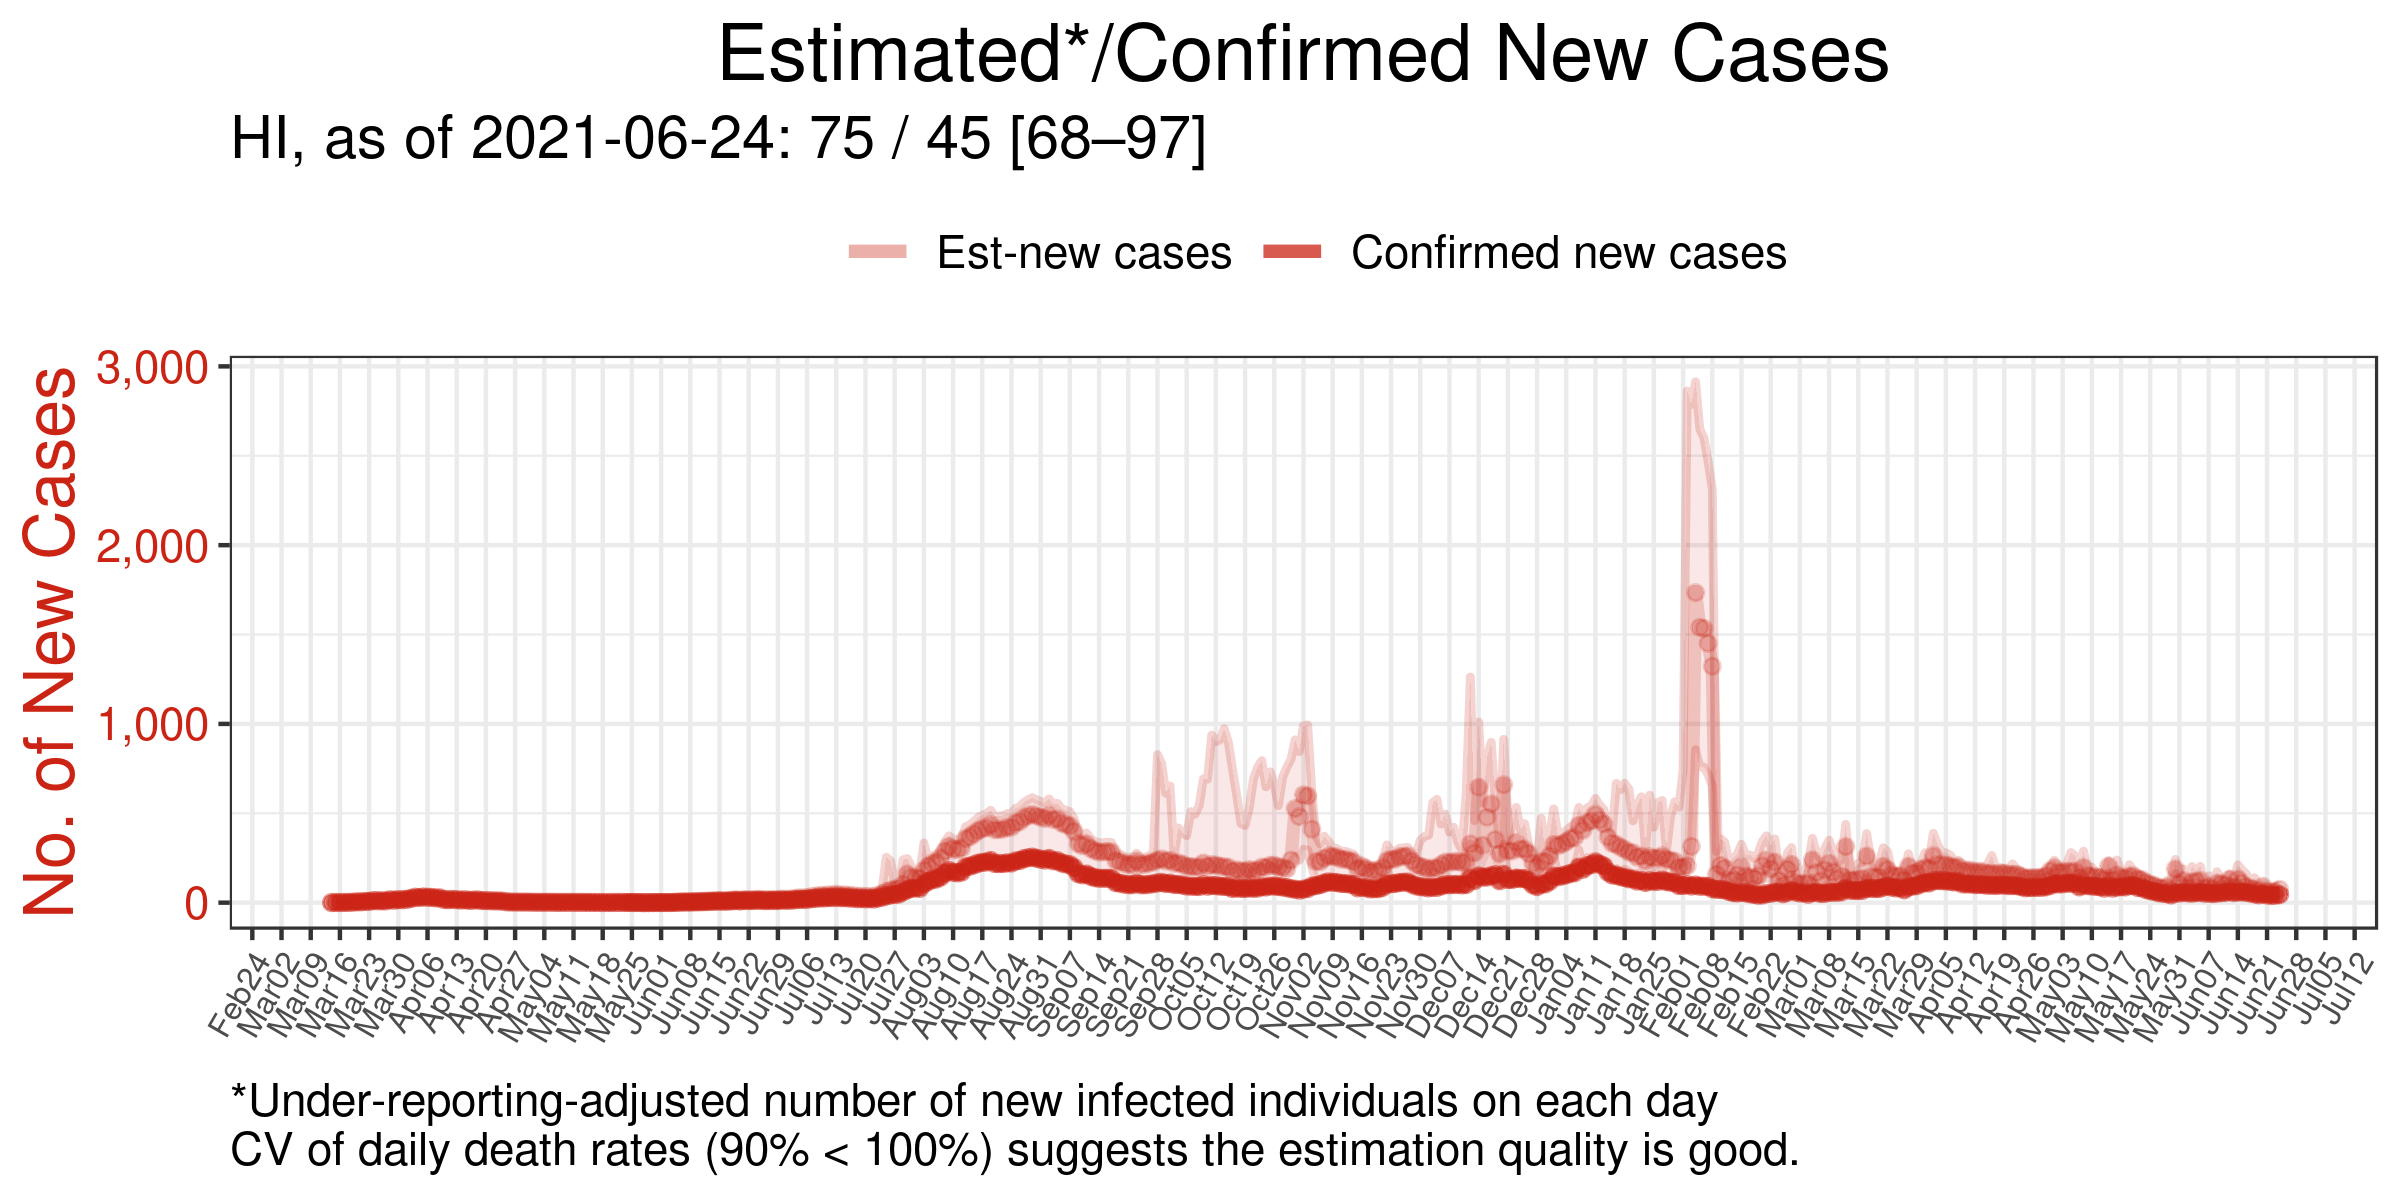 Estimated*/Confirmed New Cases
HI, as of 2021-06-24: 75 / 45 [68–97]
Est-new cases
Confirmed new cases
No. of New Cases
3,000
2,000
1,000
0
Feb24
Mar02
Mar09
Mar16
Mar23
Mar30
Apr06
Apr13
Apr20
Apr27
May04
May11
May18
May25
Jun01
Jun08
Jun15
Jun22
Jun29
Jul06
Jul13
Jul20
Jul27
Aug03
Aug10
Aug17
Aug24
Aug31
Sep07
Sep14
Sep21
Sep28
Oct05
Oct12
Oct19
Oct26
Nov02
Nov09
Nov16
Nov23
Nov30
Dec07
Dec14
Dec21
Dec28
Jan04
Jan11
Jan18
Jan25
Feb01
Feb08
Feb15
Feb22
Mar01
Mar08
Mar15
Mar22
Mar29
Apr05
Apr12
Apr19
Apr26
May03
May10
May17
May24
May31
Jun07
Jun14
Jun21
Jun28
Jul05
Jul12
*Under-reporting-adjusted number of new infected individuals on each day
CV of daily death rates (90% < 100%) suggests the estimation quality is good.